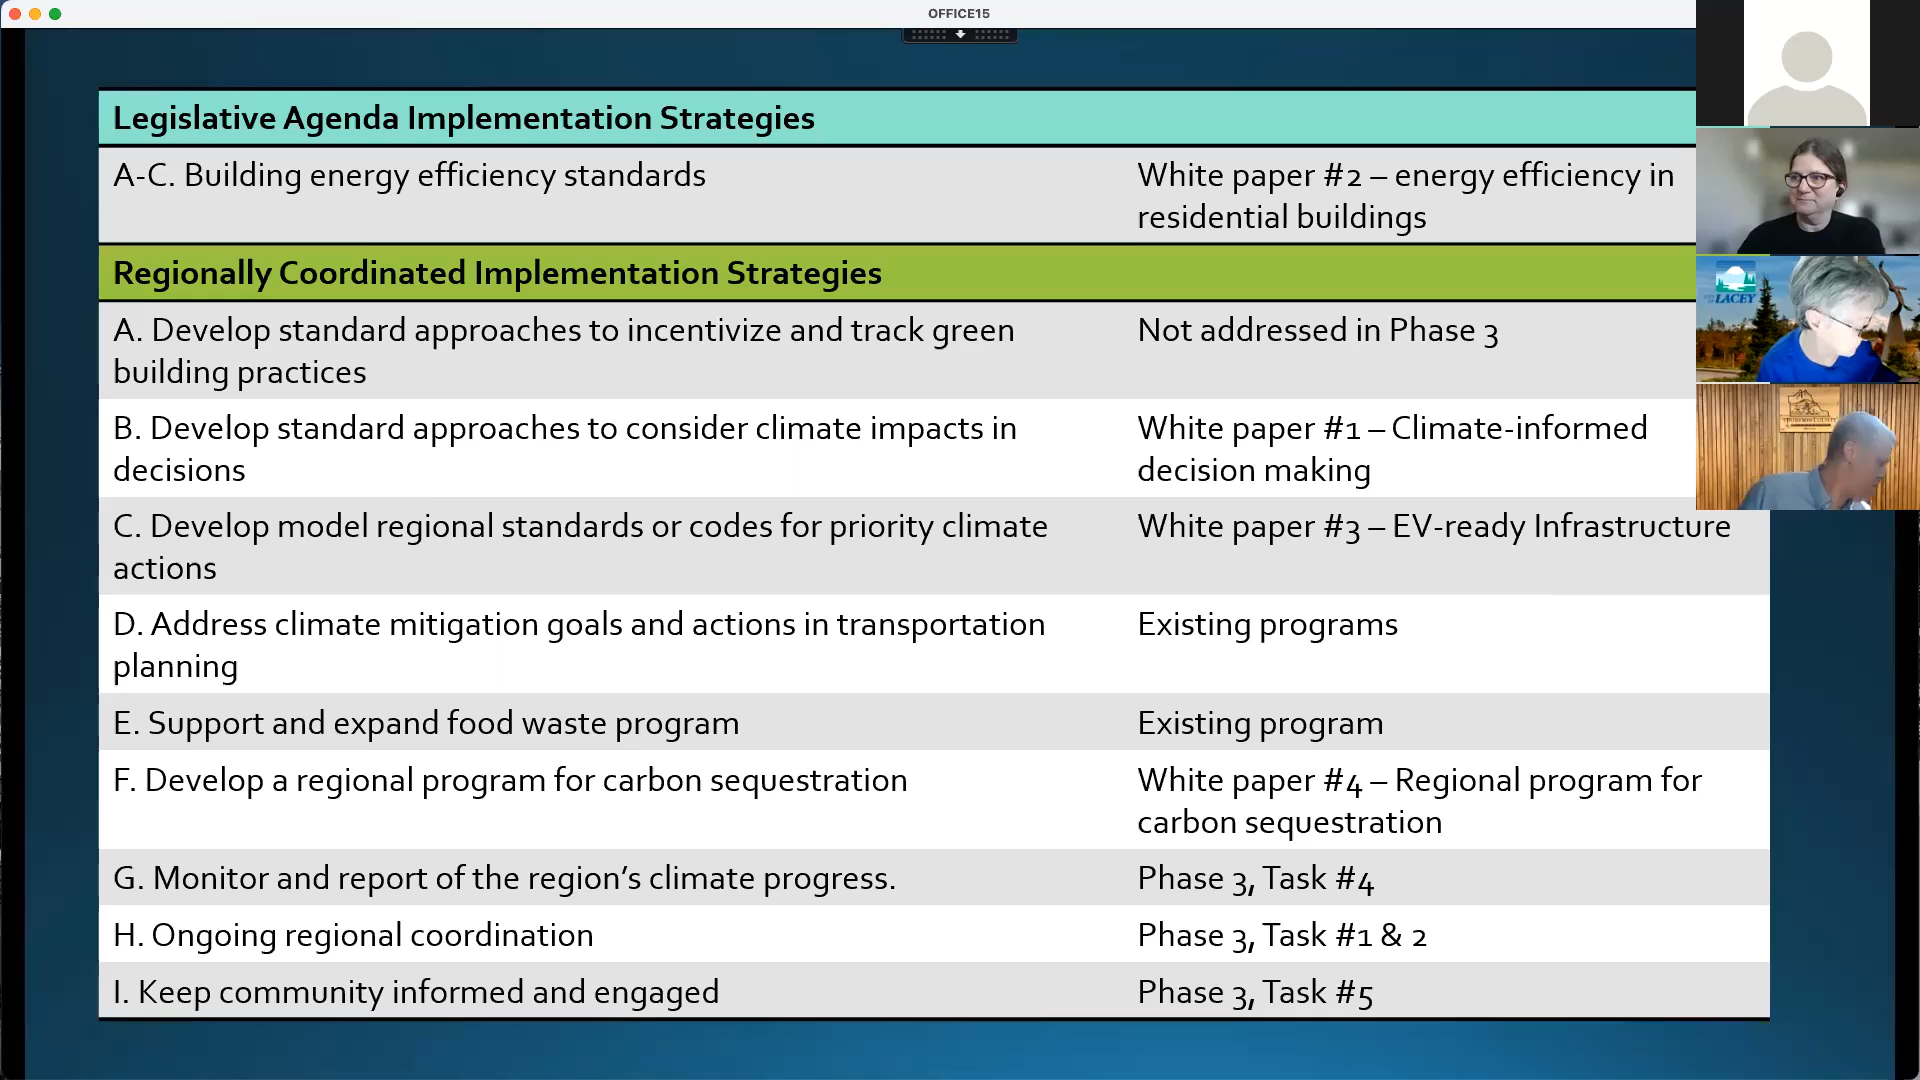 OFFICE15
Legislative Agenda Implementation Strategies
A-C. Building energy efficiency standards
White paper #2 – energy efficiency in
residential buildings
Regionally Coordinated Implementation Strategies
A. Develop standard approaches to incentivize and track green
building practices
Not addressed in Phase 3
B. Develop standard approaches to consider climate impacts in
decisions
White paper #1 – Climate-informed
decision making
C. Develop model regional standards or codes for priority climate
actions
White paper #3 – EV-ready Infrastructure
D. Address climate mitigation goals and actions in transportation
planning
Existing programs
E. Support and expand food waste program
Existing program
F. Develop a regional program for carbon sequestration
White paper #4 – Regional program for
carbon sequestration
G. Monitor and report of the region’s climate progress.
Phase 3, Task #4
H. Ongoing regional coordination
Phase 3, Task #1 & 2
I. Keep community informed and engaged
Phase 3, Task #5
LACEY
THURSTON COUNTY